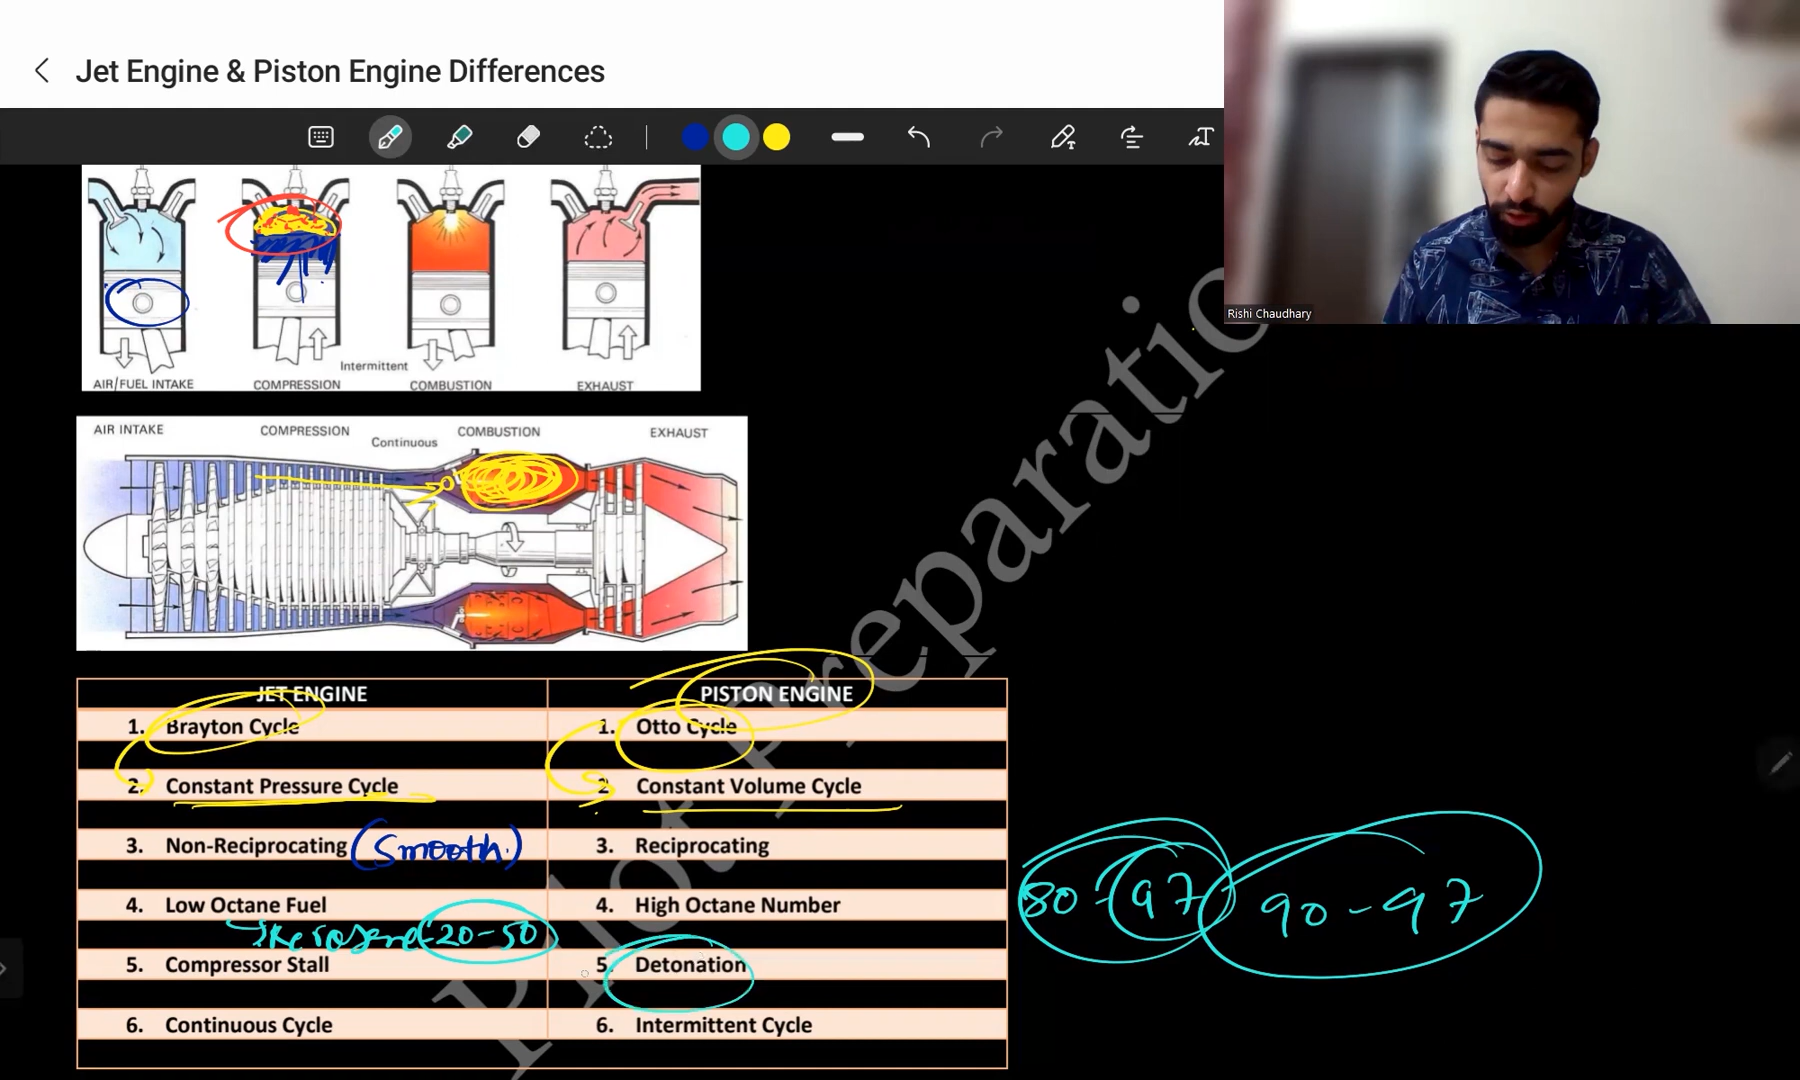 Jet Engine & Piston Engine Differences
Rishi Chaudhary
Intermittent
AIR/FUEL INTAKE COMPRESSION COMBUSTION EXHAUST
AIR INTAKE COMPRESSION COMBUSTION EXHAUST
Continuous
JET ENGINE PISTON ENGINE
1. Brayton Cycle 1. Otto Cycle
2. Constant Pressure Cycle 2 Constant Volume Cycle
3. Non-Reciprocating (Smooth.) 3. Reciprocating
4. Low Octane Fuel 4. High Octane Number
80-97 90-97
Kerosene 20-50
5. Compressor Stall 5. Detonation
6. Continuous Cycle 6. Intermittent Cycle